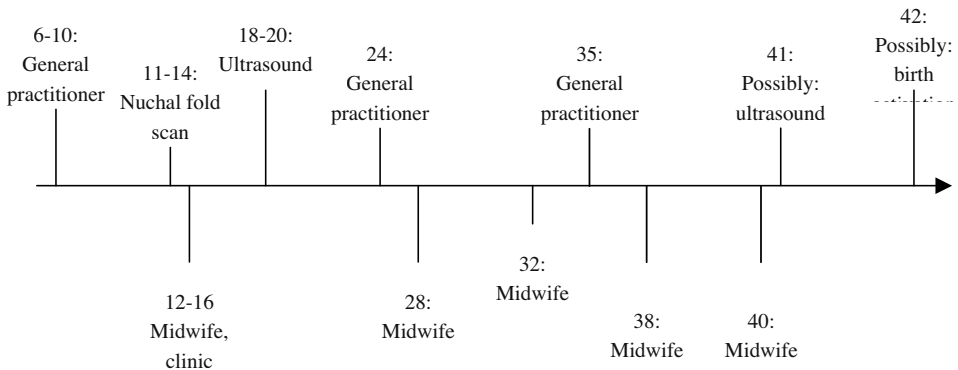 6-10:
General
practitioner
11-14:
Nuchal fold
scan
18-20:
Ultrasound
24:
General
practitioner
35:
General
practitioner
41:
Possibly:
ultrasound
42:
Possibly:
birth
12-16
Midwife,
clinic
28:
Midwife
32:
Midwife
38:
Midwife
40:
Midwife